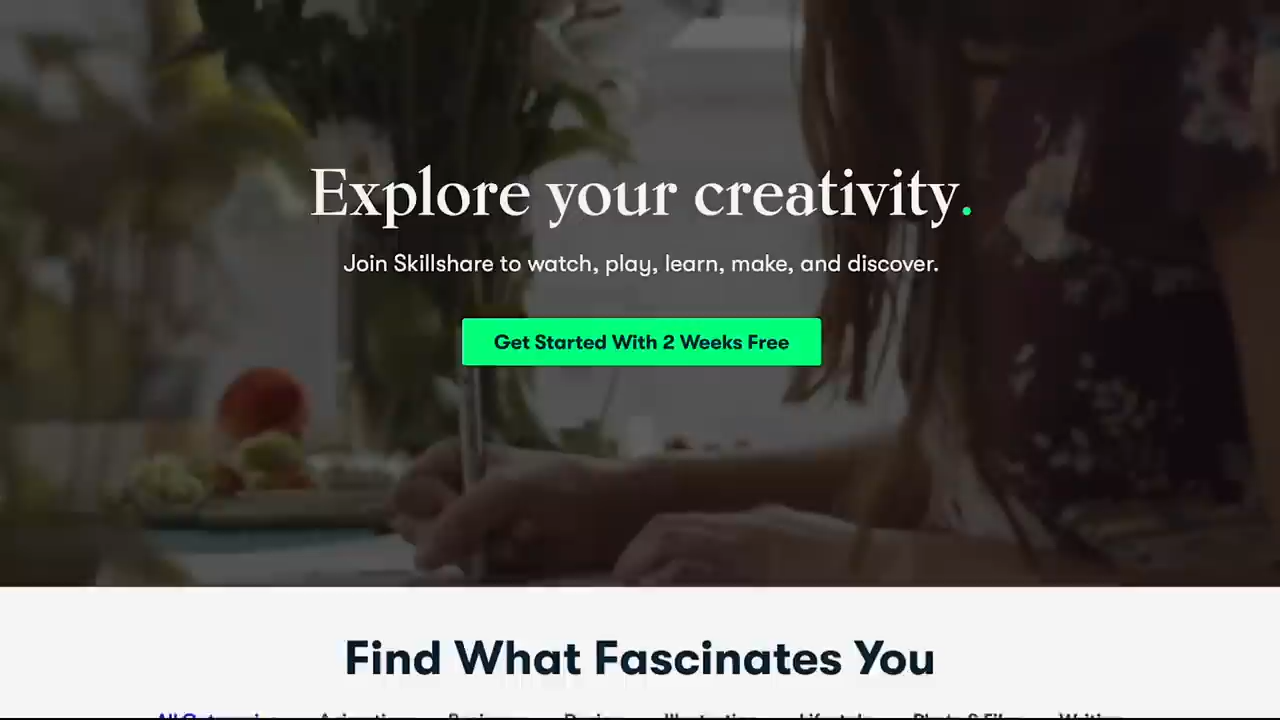 Explore your creativity.
Join Skillshare to watch, play, learn, make, and discover.
Get Started With 2 Weeks Free
Find What Fascinates You